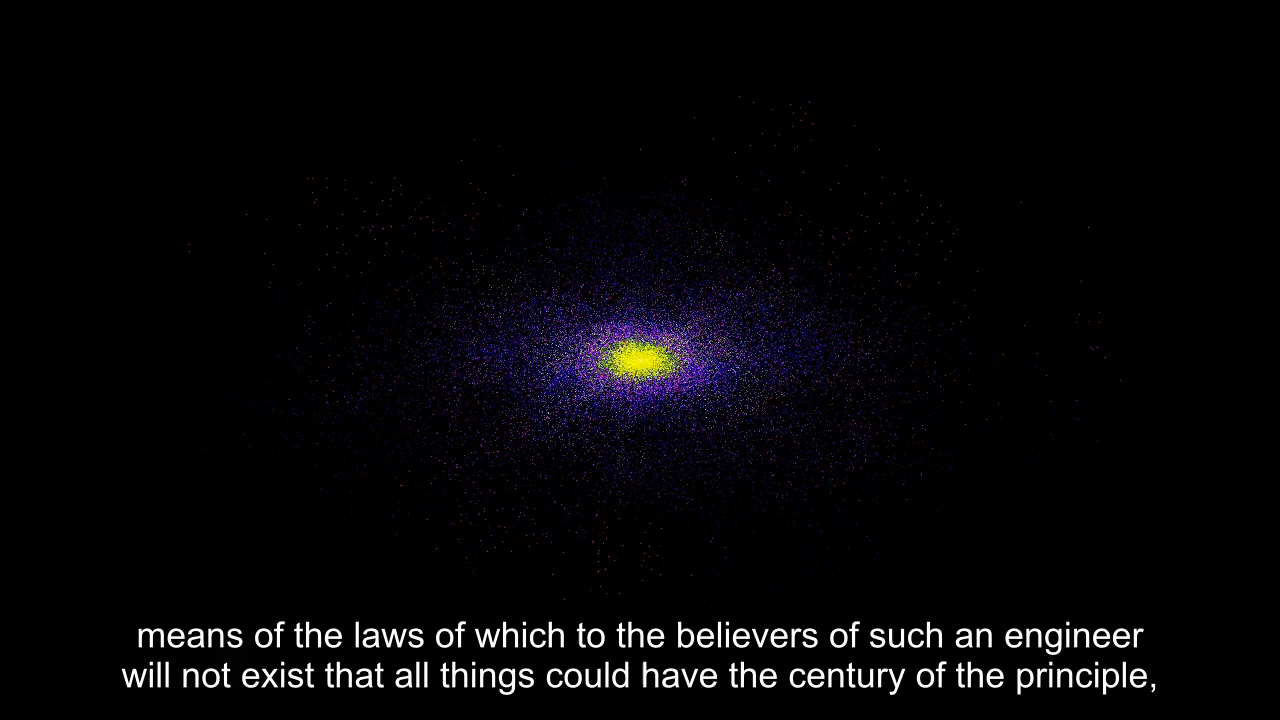 means of the laws of which to the believers of such an engineer
will not exist that all things could have the century of the principle,